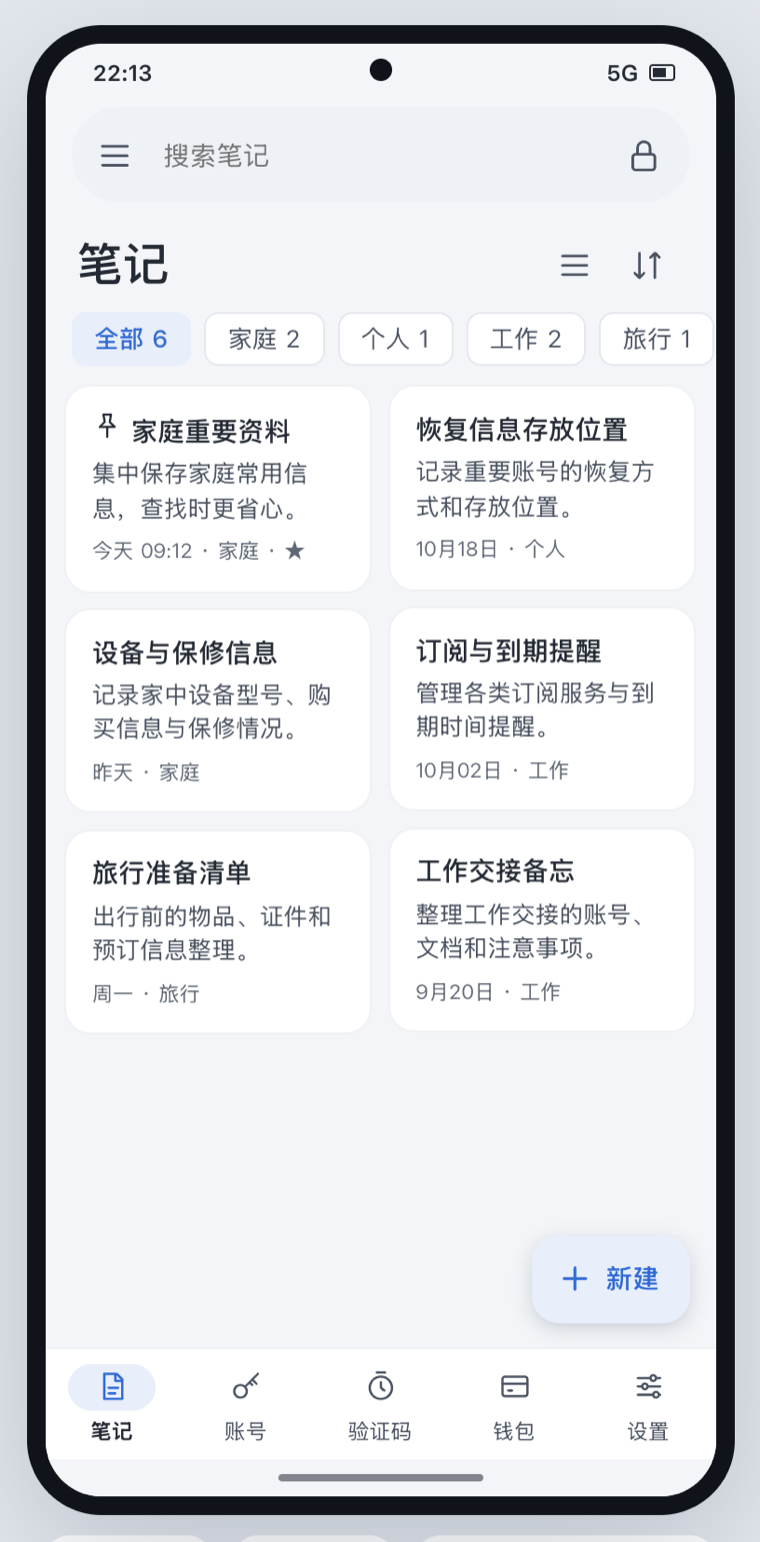 22:13
5G
搜索笔记
笔记
全部 6
家庭 2
个人 1
工作 2
旅行 1
家庭重要资料
集中保存家庭常用信
息，查找时更省心。
今天 09:12 · 家庭 · ★
恢复信息存放位置
记录重要账号的恢复方
式和存放位置。
10月18日 · 个人
设备与保修信息
记录家中设备型号、购
买信息与保修情况。
昨天 · 家庭
订阅与到期提醒
管理各类订阅服务与到
期时间提醒。
10月02日 · 工作
旅行准备清单
出行前的物品、证件和
预订信息整理。
周一 · 旅行
工作交接备忘
整理工作交接的账号、
文档和注意事项。
9月20日 · 工作
新建
笔记
账号
验证码
钱包
设置